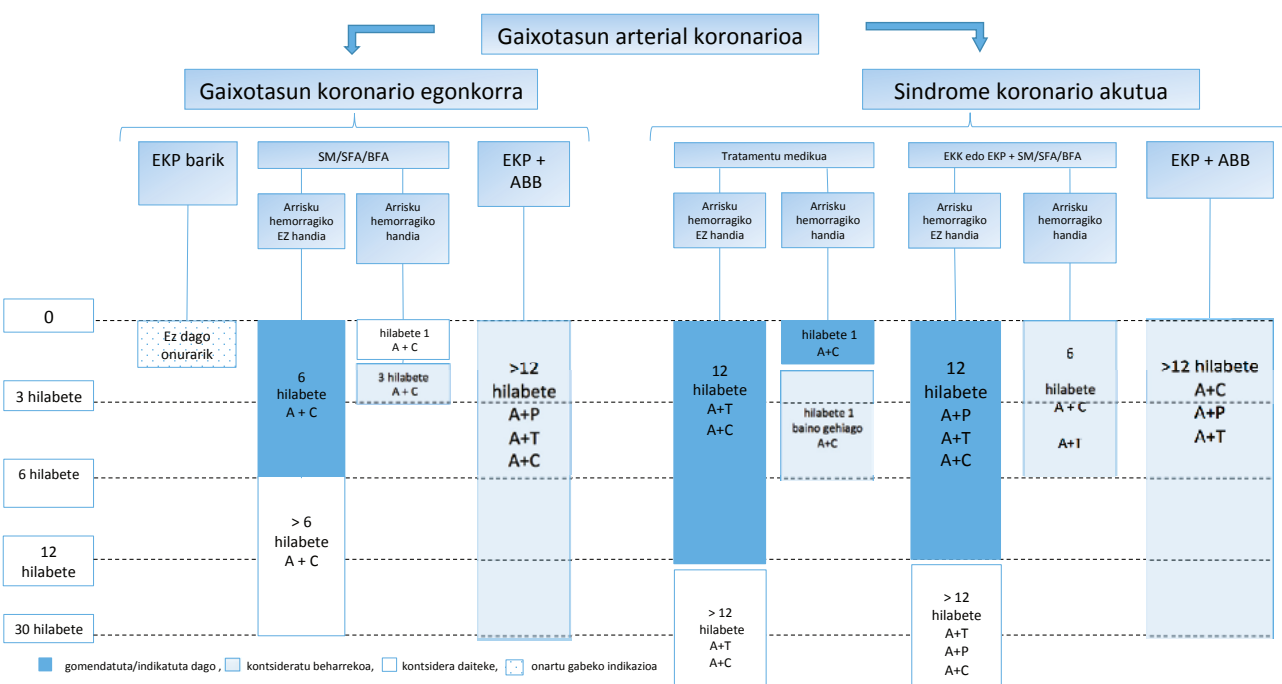 Gaixotasun arterial koronarioa
Gaixotasun koronario egonkorra
Sindrome koronario akutua
EKP barik
SM/SFA/BFA
EKP +
ABB
Tratamentu medikua
EKK edo EKP + SM/SFA/BFA
EKP + ABB
Arrisku
hemorragiko
EZ handia
Arrisku
hemorragiko
handia
Arrisku
hemorragiko
EZ handia
Arrisku
hemorragiko
handia
Arrisku
hemorragiko
EZ handia
Arrisku
hemorragiko
handia
0
3 hilabete
6 hilabete
12
hilabete
30 hilabete
Ez dago
onurarik
6
hilabete
A + C
> 6
hilabete
A + C
hilabete 1
A + C
3 hilabete
A + C
>12
hilabete
A+P
A+T
A+C
12
hilabete
A+T
A+C
> 12
hilabete
A+T
A+C
hilabete 1
A+C
hilabete 1
baino gehiago
A+C
12
hilabete
A+P
A+T
A+C
> 12
hilabete
A+T
A+P
A+C
6
hilabete
A + C
A+T
>12 hilabete
A+C
A+P
A+T
gomendatuta/indikatuta dago , kontsideratu beharrekoa, kontsidera daiteke, onartu gabeko indikazioa